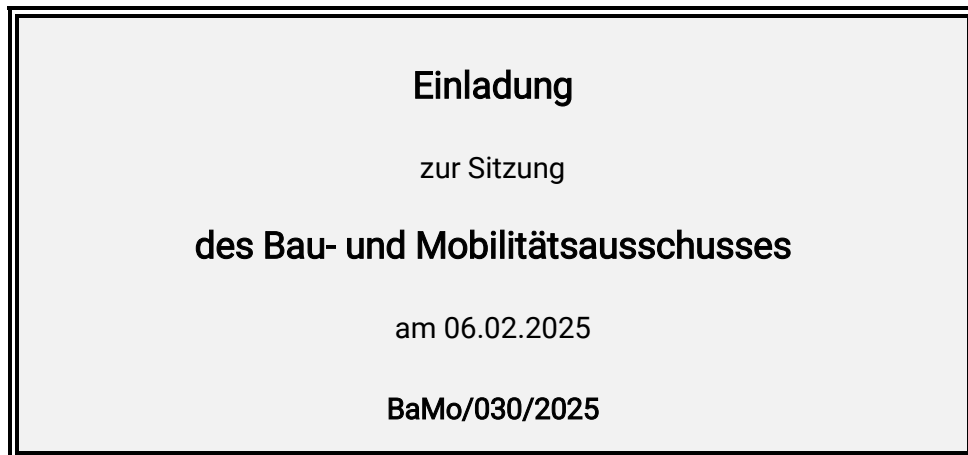 Einladung
zur Sitzung
des Bau- und Mobilitätsausschusses
am 06.02.2025
BaMo/030/2025